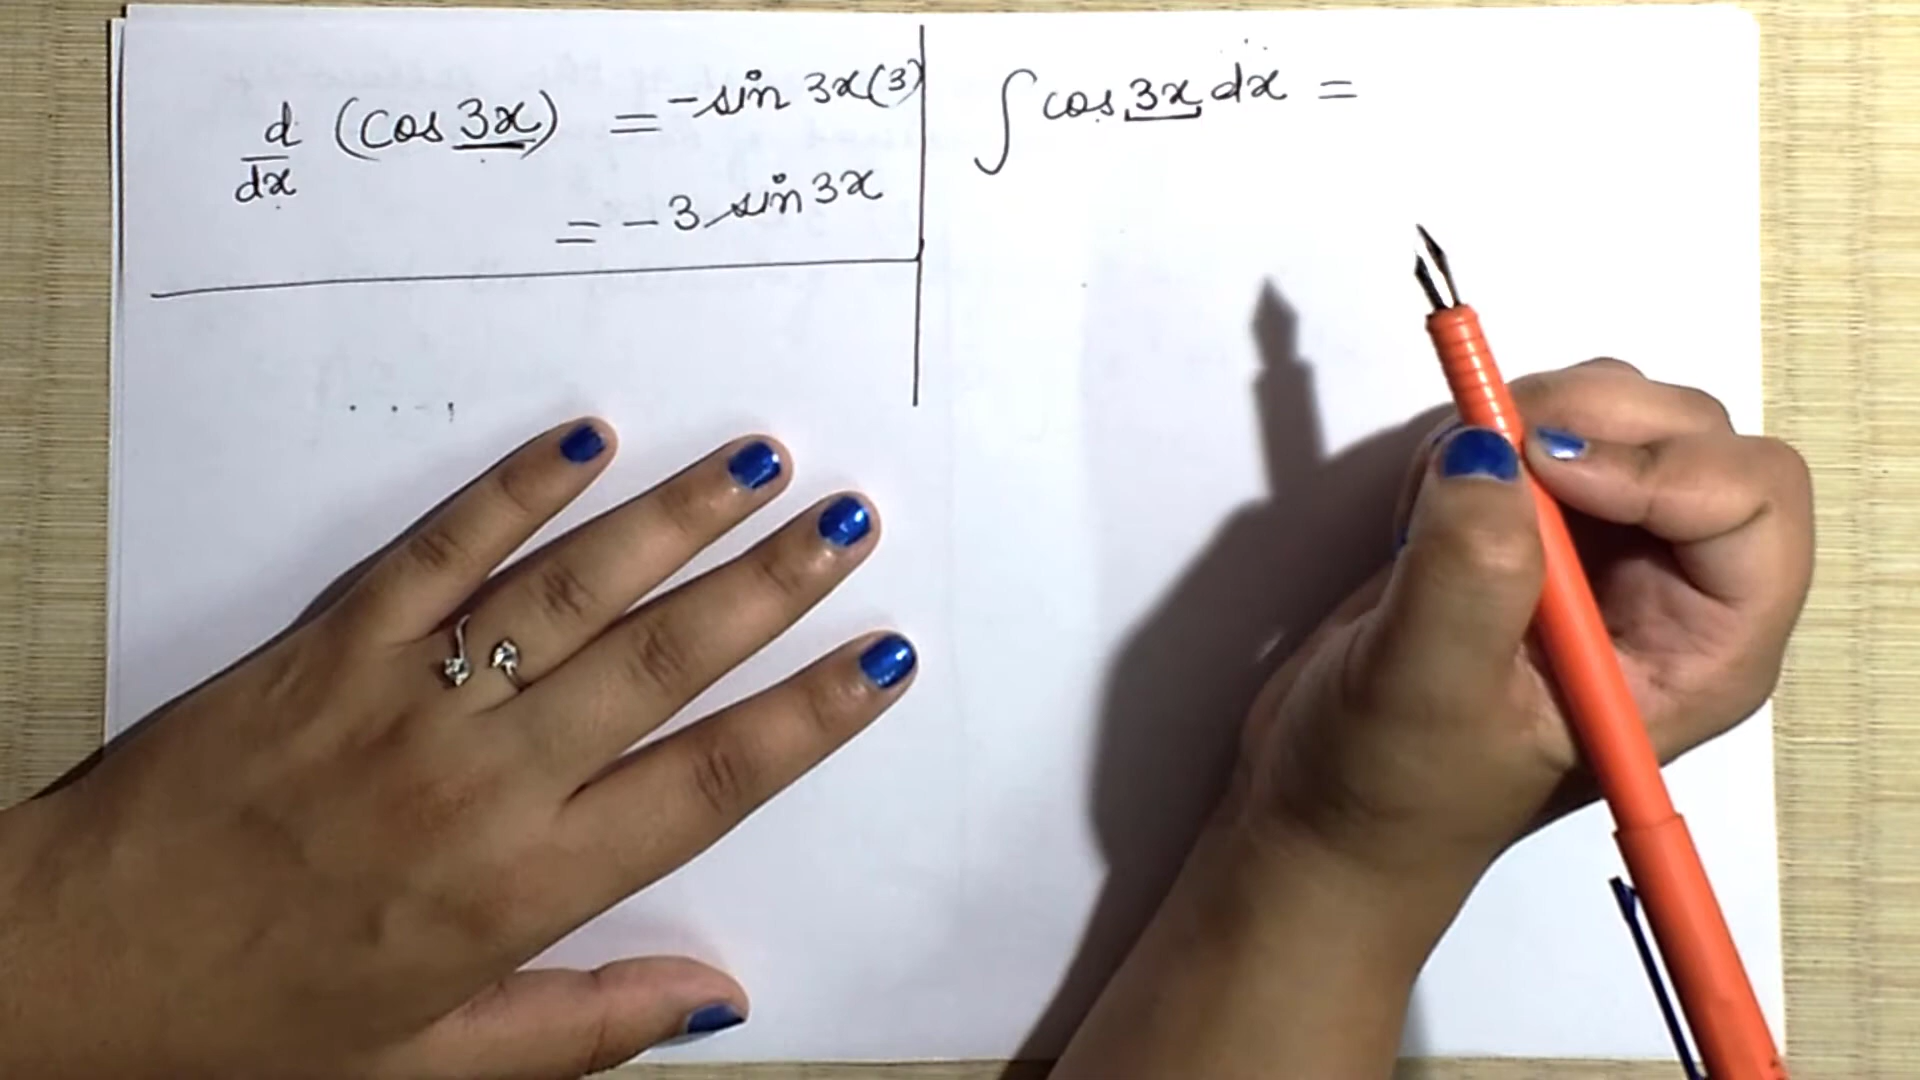 d/dx (cos 3x) = -sin 3x(3)
= -3 sin 3x
∫ cos 3x dx =